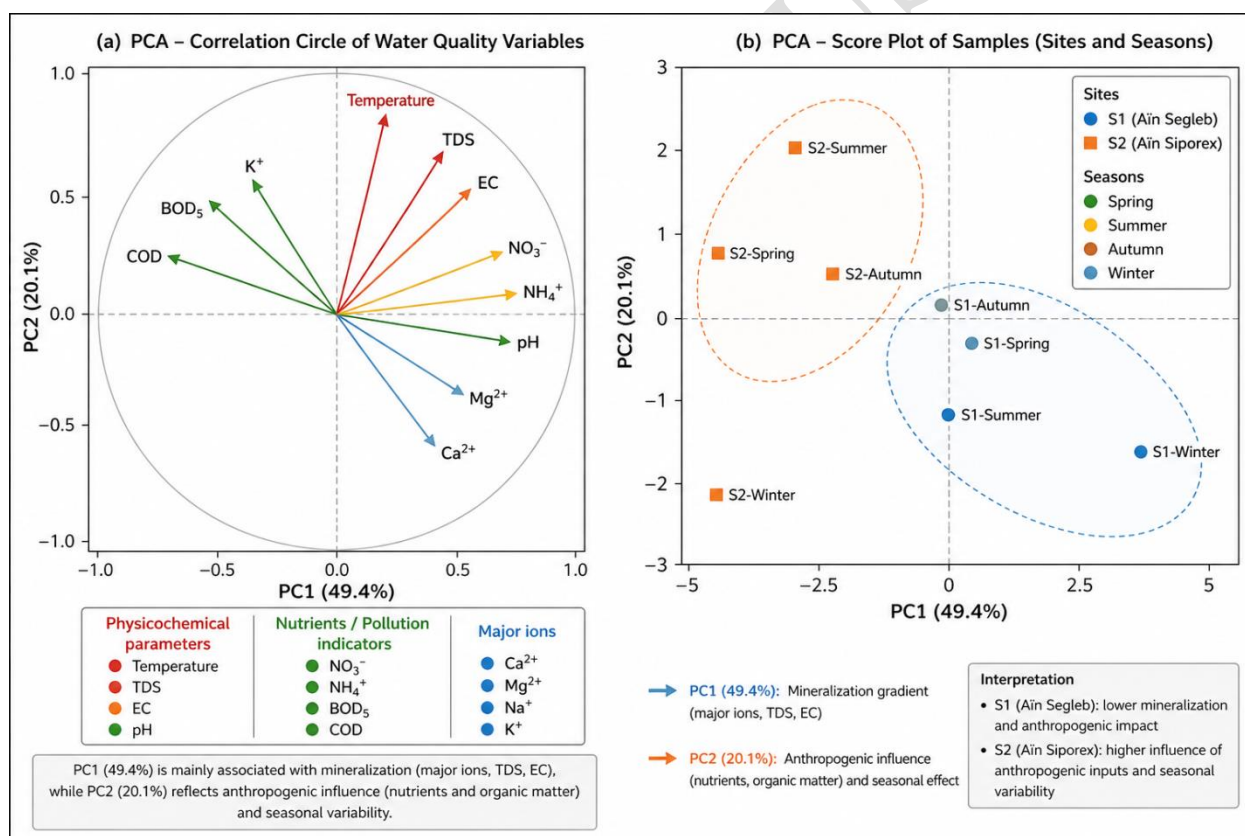 (a) PCA – Correlation Circle of Water Quality Variables
1.0
0.5
0.0
−0.5
−1.0
PC2 (20.1%)
Temperature
TDS
K⁺
EC
BOD₅
NO₃⁻
COD
NH₄⁺
pH
Mg²⁺
Ca²⁺
−1.0 −0.5 0.0 0.5 1.0
PC1 (49.4%)
Physicochemical
parameters
Temperature
TDS
EC
pH
Nutrients / Pollution
indicators
NO₃⁻
NH₄⁺
BOD₅
COD
Major ions
Ca²⁺
Mg²⁺
Na⁺
K⁺
PC1 (49.4%) is mainly associated with mineralization (major ions, TDS, EC),
while PC2 (20.1%) reflects anthropogenic influence (nutrients and organic matter)
and seasonal variability.
(b) PCA – Score Plot of Samples (Sites and Seasons)
3
2
1
0
−1
−2
−3
PC2 (20.1%)
Sites
S1 (Aïn Segleb)
S2 (Aïn Siporex)
Seasons
Spring
Summer
Autumn
Winter
S2-Summer
S2-Spring
S2-Autumn
S1-Autumn
S1-Spring
S1-Summer
S1-Winter
S2-Winter
−5 −2.5 0 2.5 5
PC1 (49.4%)
PC1 (49.4%): Mineralization gradient
(major ions, TDS, EC)
PC2 (20.1%): Anthropogenic influence
(nutrients, organic matter) and seasonal effect
Interpretation
• S1 (Aïn Segleb): lower mineralization
and anthropogenic impact
• S2 (Aïn Siporex): higher influence of
anthropogenic inputs and seasonal
variability